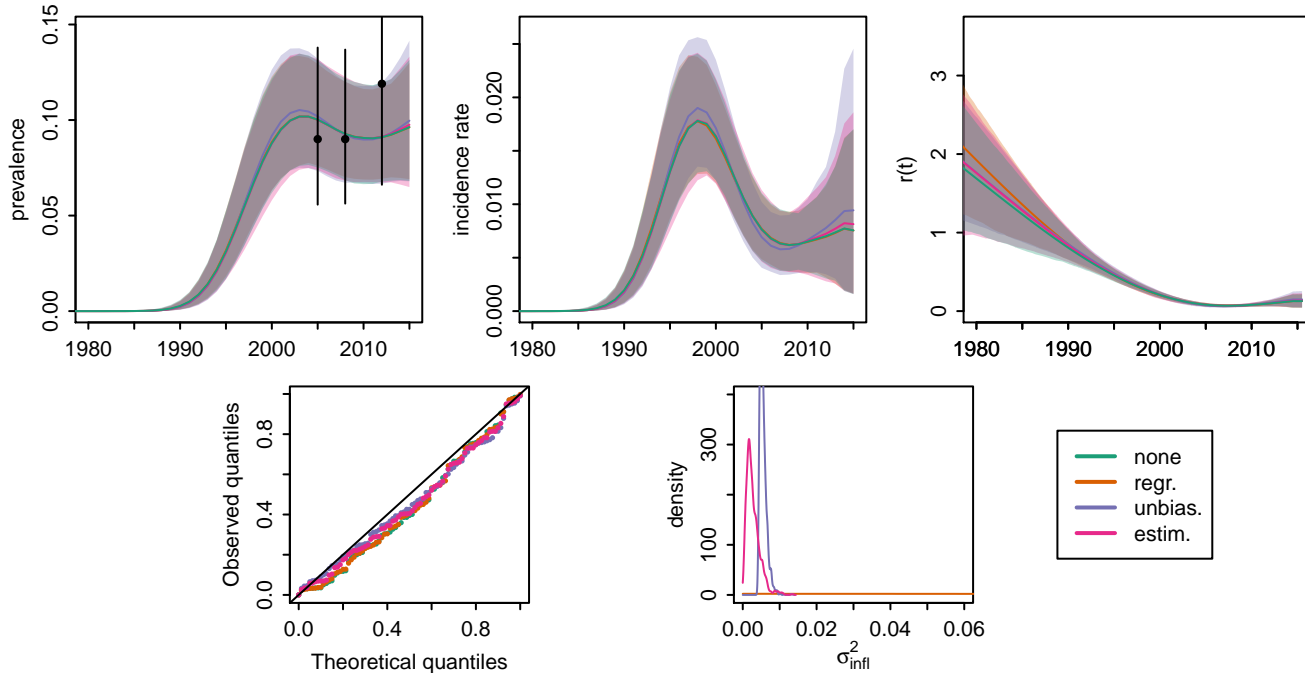 prevalence
0.15
0.10
0.05
0.00
1980 1990 2000 2010
incidence rate
0.020
0.010
0.000
1980 1990 2000 2010
r(t)
3
2
1
0
1980 1990 2000 2010
Observed quantiles
0.8
0.4
0.0
0.0 0.4 0.8
Theoretical quantiles
density
300
100
0
0.00 0.02 0.04 0.06
σ²infl
none
regr.
unbias.
estim.